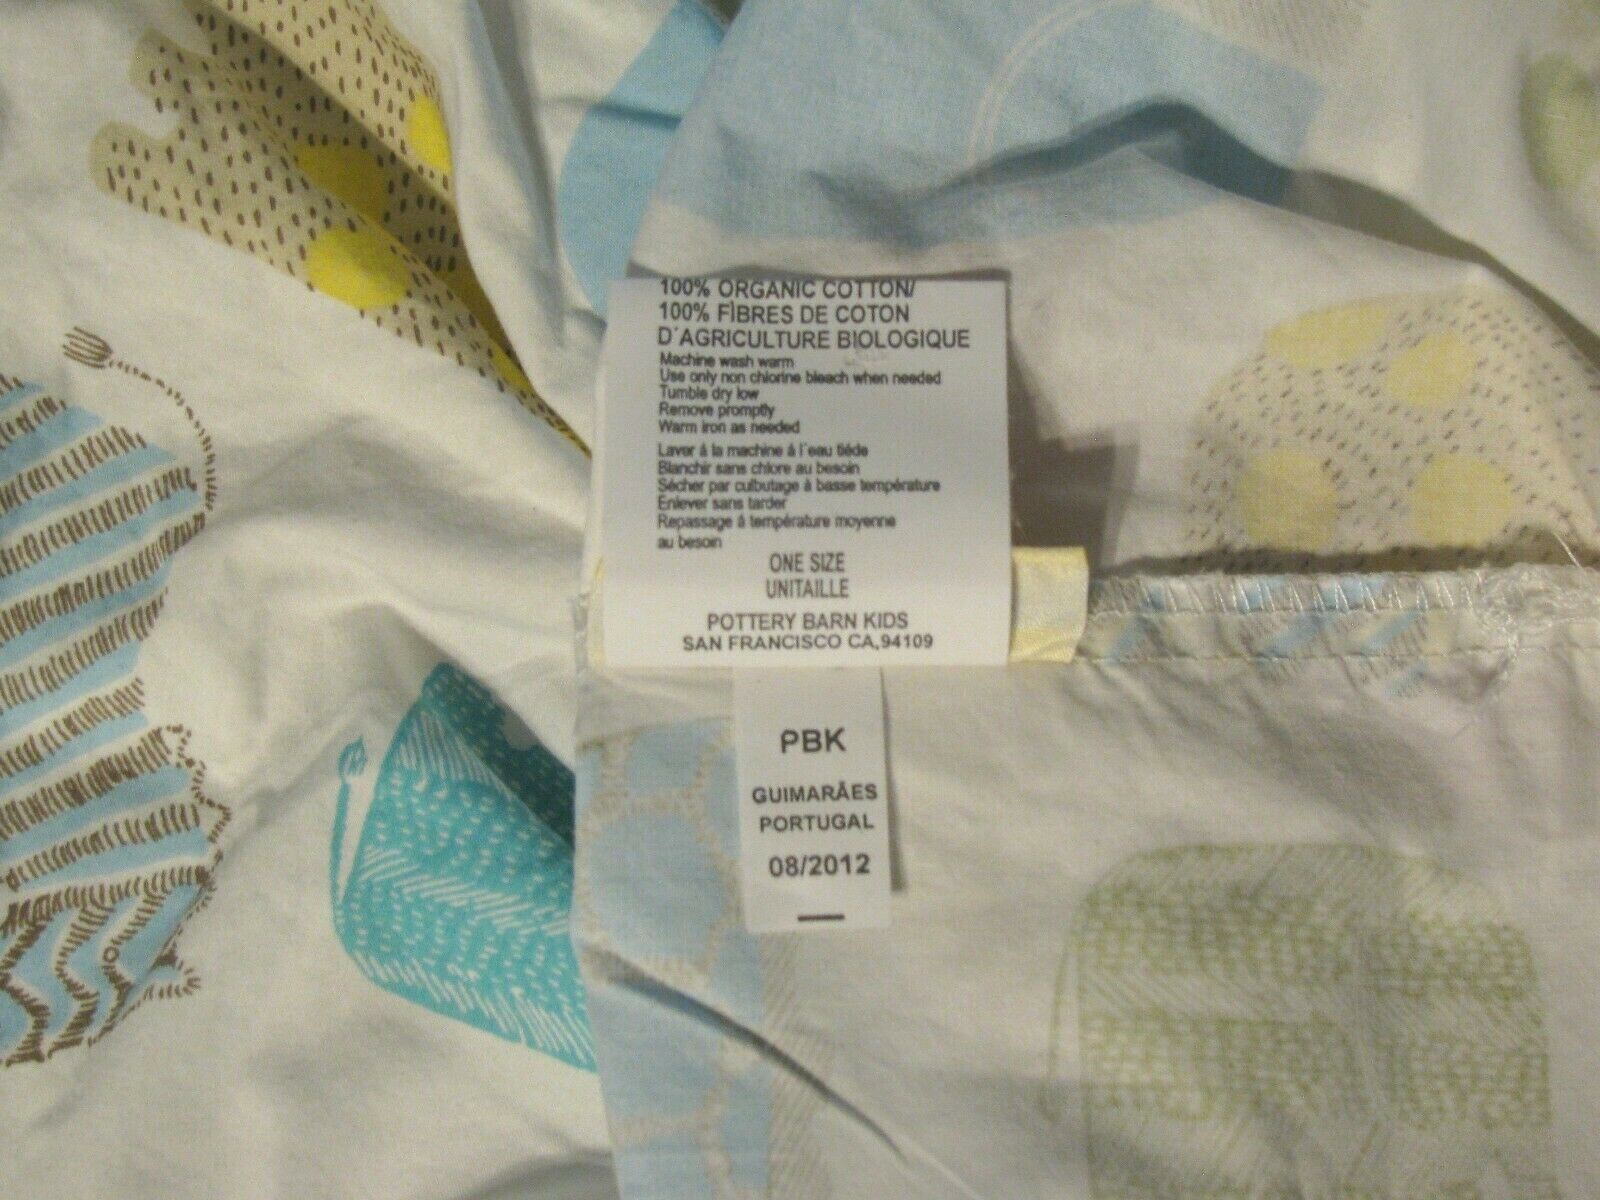 100% ORGANIC COTTON/
100% FÌBRES DE COTON
D´AGRICULTURE BIOLOGIQUE
Machine wash warm
Use only non chlorine bleach when needed
Tumble dry low
Remove promptly
Warm iron as needed
Laver á la machine á l'eau tiéde
Blanchir sans chlore au besoin
Sécher par culbutage à basse température
Enlever sans tarder
Repassage á température moyenne
au besoin
ONE SIZE
UNITAILLE
POTTERY BARN KIDS
SAN FRANCISCO CA,94109
PBK
GUIMARÃES
PORTUGAL
08/2012